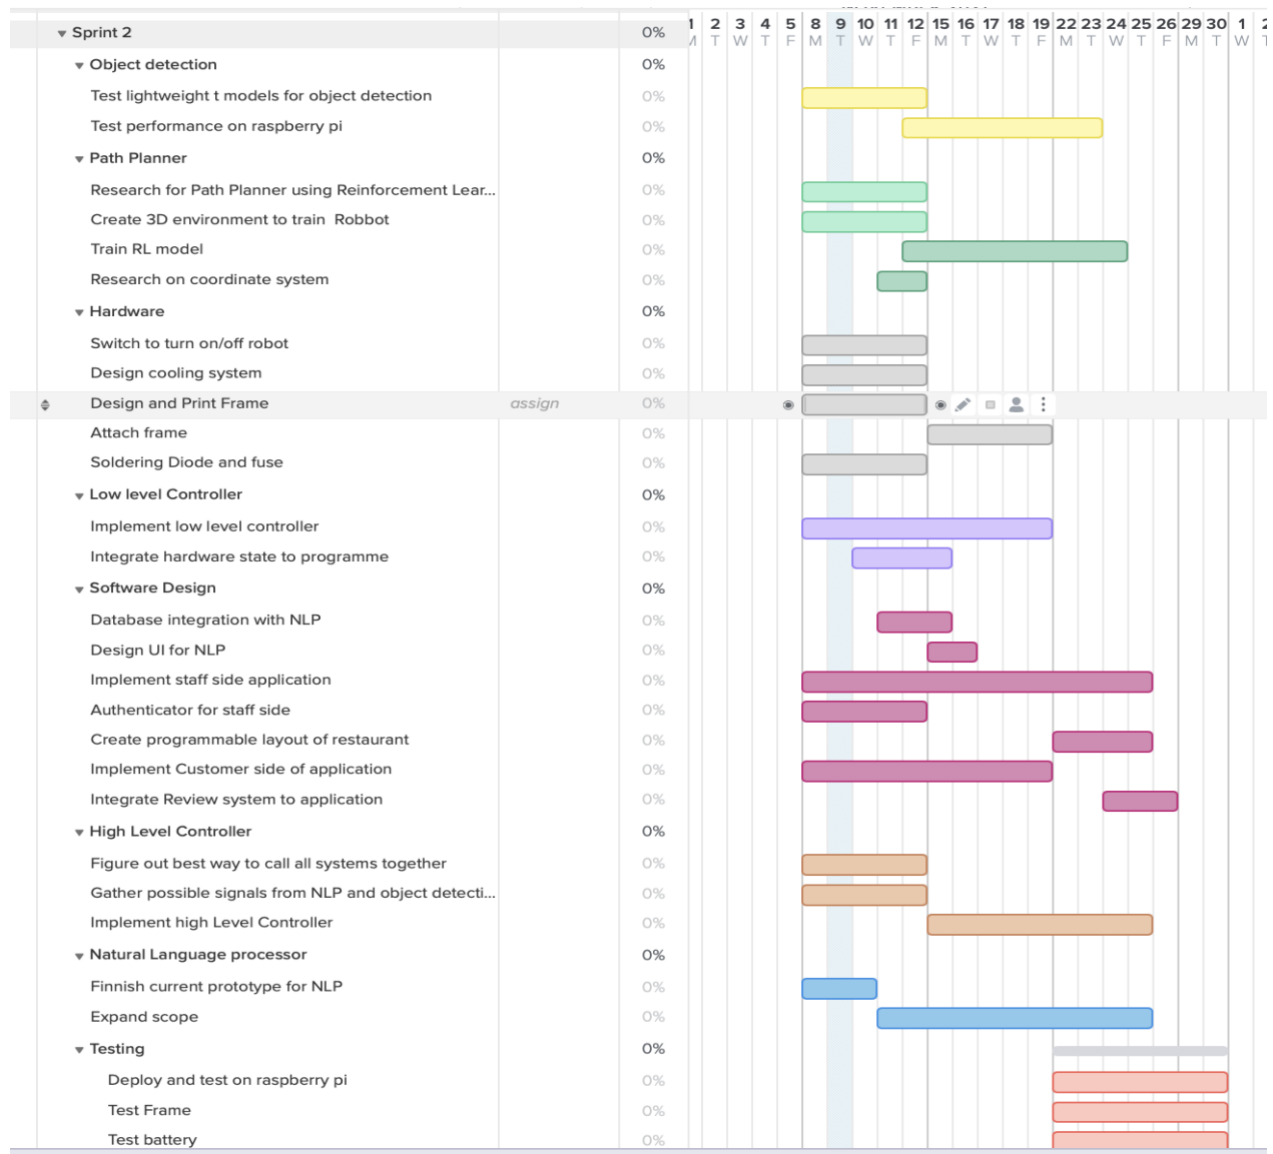 1 2 3 4 5 8 9 10 11 12 15 16 17 18 19 22 23 24 25 26 29 30 1 2
M T W T F M T W T F M T W T F M T W T F M T W T
Sprint 2 0%
Object detection 0%
Test lightweight t models for object detection 0%
Test performance on raspberry pi 0%
Path Planner 0%
Research for Path Planner using Reinforcement Lear... 0%
Create 3D environment to train Robbot 0%
Train RL model 0%
Research on coordinate system 0%
Hardware 0%
Switch to turn on/off robot 0%
Design cooling system 0%
Design and Print Frame assign 0%
Attach frame 0%
Soldering Diode and fuse 0%
Low level Controller 0%
Implement low level controller 0%
Integrate hardware state to programme 0%
Software Design 0%
Database integration with NLP 0%
Design UI for NLP 0%
Implement staff side application 0%
Authenticator for staff side 0%
Create programmable layout of restaurant 0%
Implement Customer side of application 0%
Integrate Review system to application 0%
High Level Controller 0%
Figure out best way to call all systems together 0%
Gather possible signals from NLP and object detecti... 0%
Implement high Level Controller 0%
Natural Language processor 0%
Finnish current prototype for NLP 0%
Expand scope 0%
Testing 0%
Deploy and test on raspberry pi 0%
Test Frame 0%
Test battery 0%